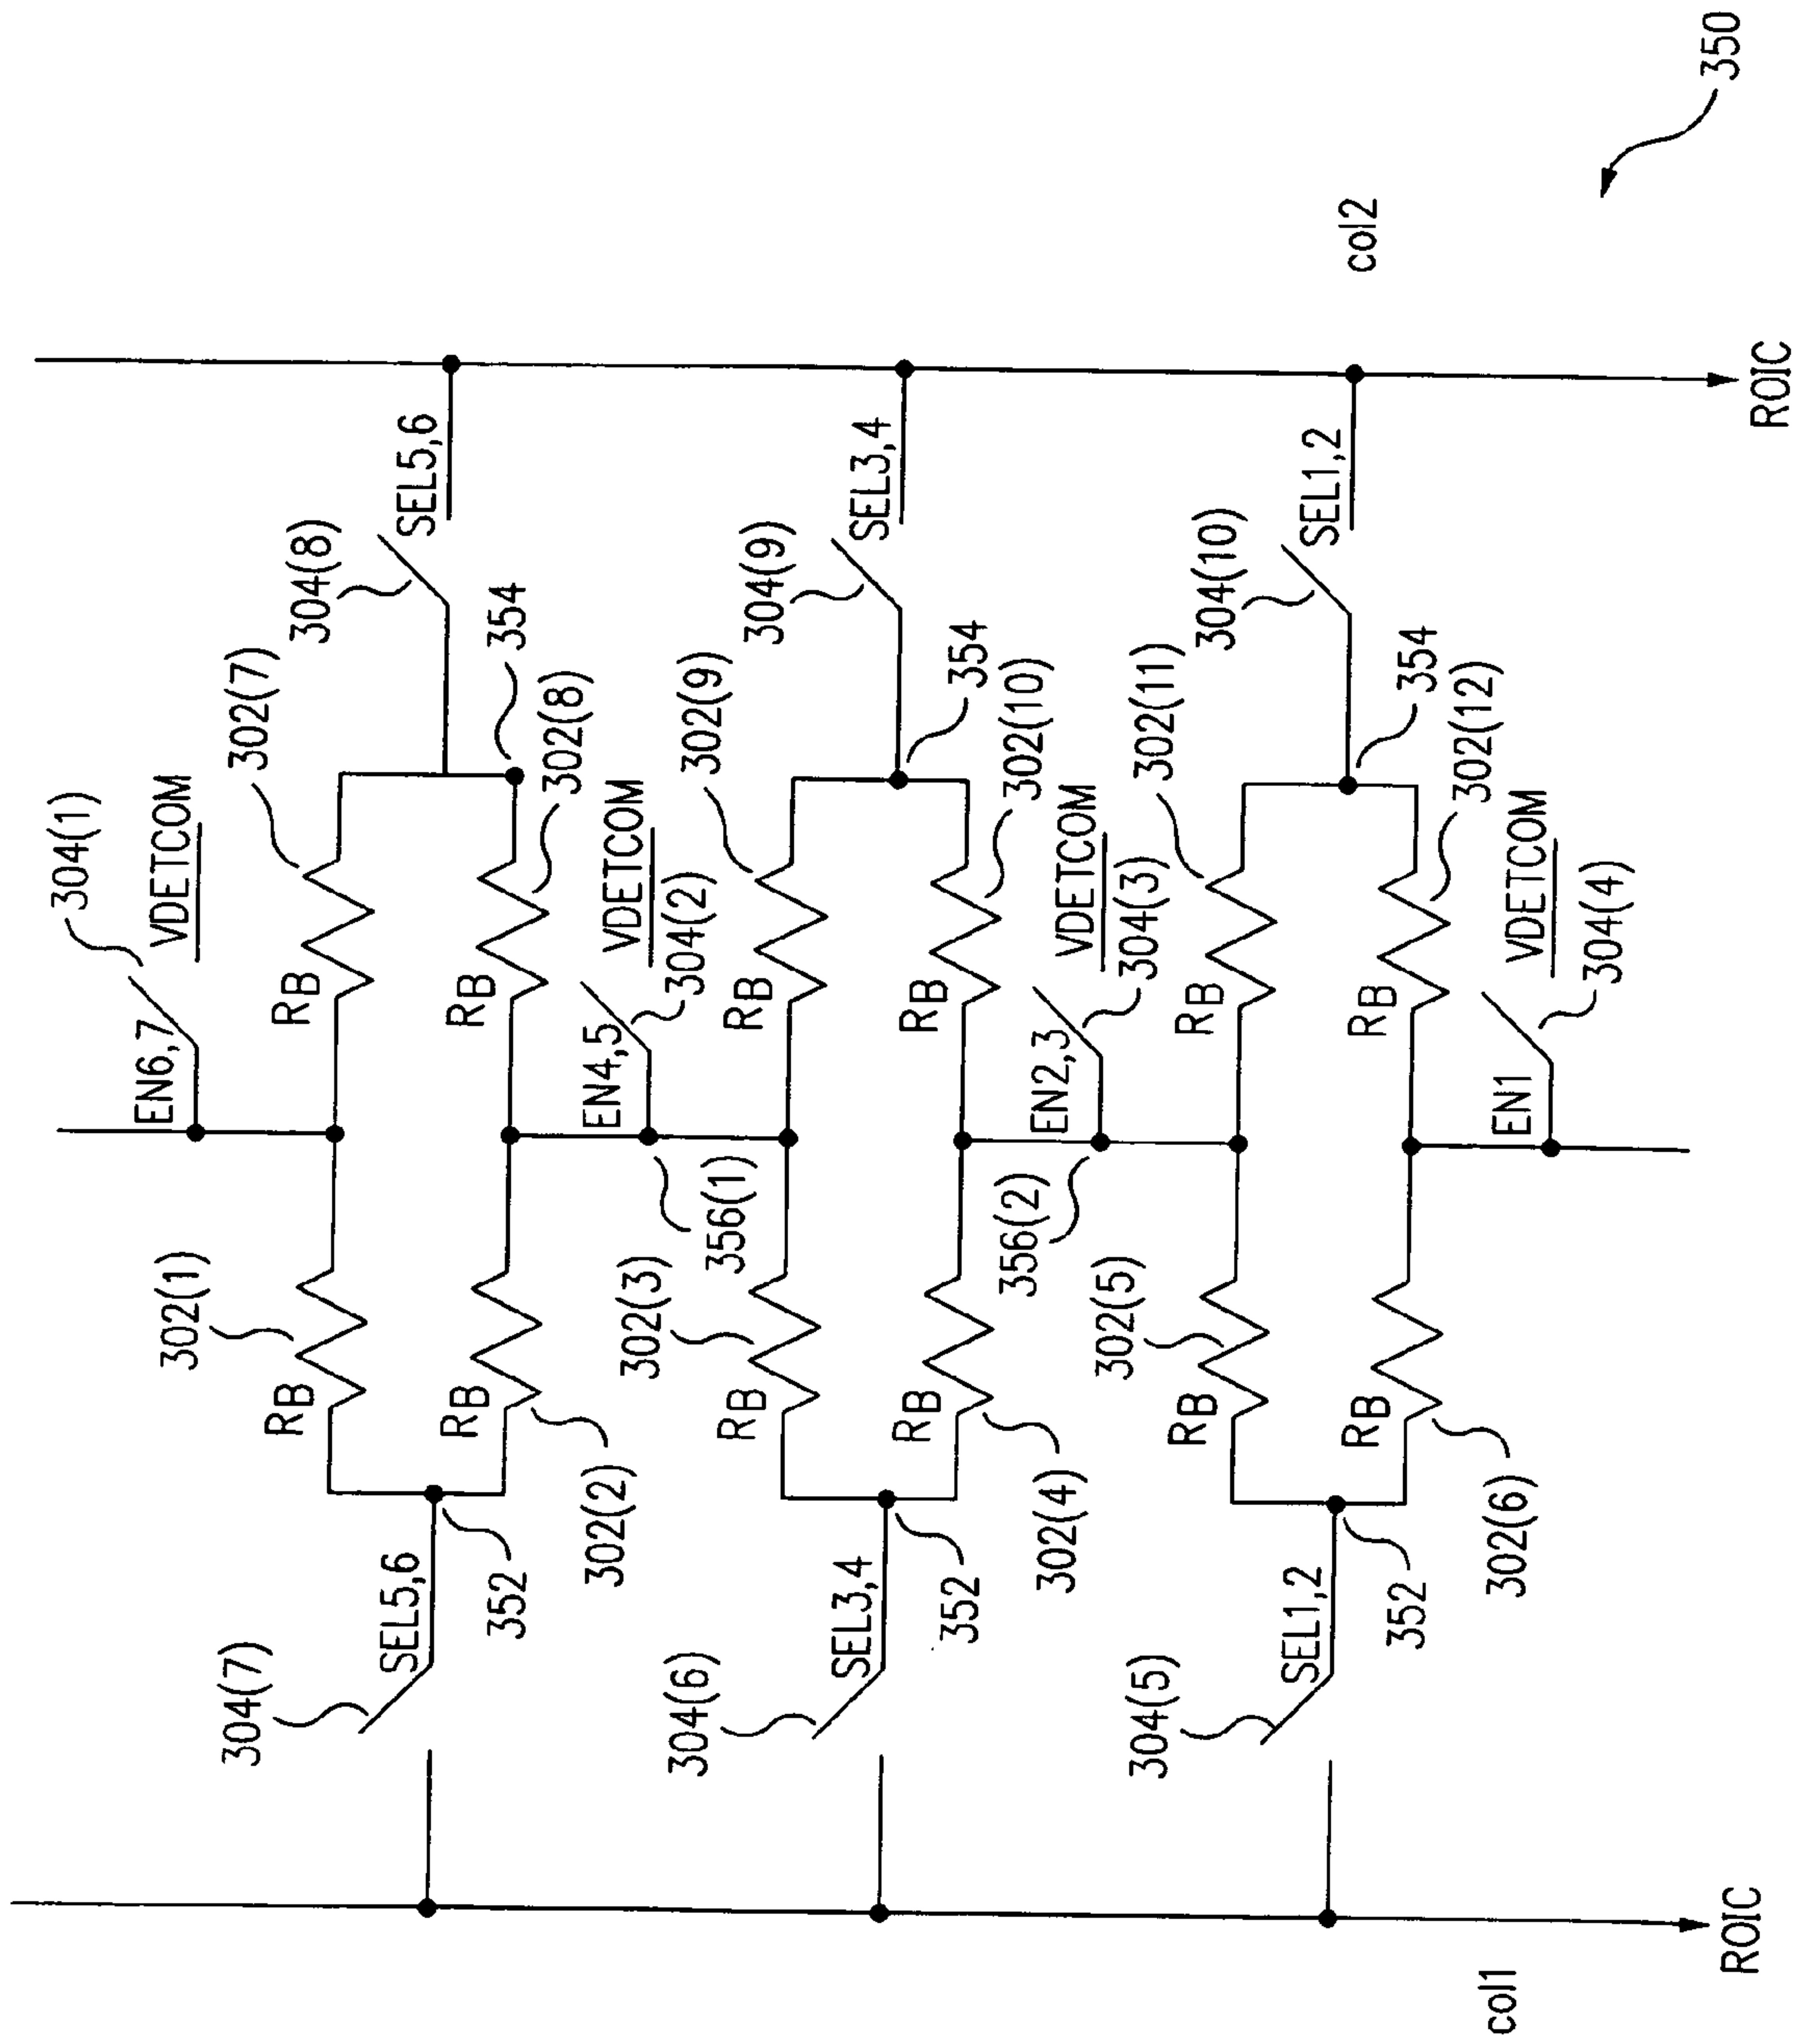 304(1)
EN6,7
VDETCOM
302(1)
RB
RB
302(7)
304(7)
SEL5,6
352
RB
302(2)
RB
302(8)
354
304(8)
SEL5,6
EN4,5
VDETCOM
304(2)
356(1)
302(3)
RB
RB
302(9)
304(6)
SEL3,4
352
RB
302(4)
RB
302(10)
354
304(9)
SEL3,4
EN2,3
VDETCOM
304(3)
356(2)
302(5)
RB
RB
302(11)
304(5)
SEL1,2
352
RB
302(6)
RB
302(12)
354
304(10)
SEL1,2
EN1
VDETCOM
304(4)
col1
ROIC
col2
ROIC
350